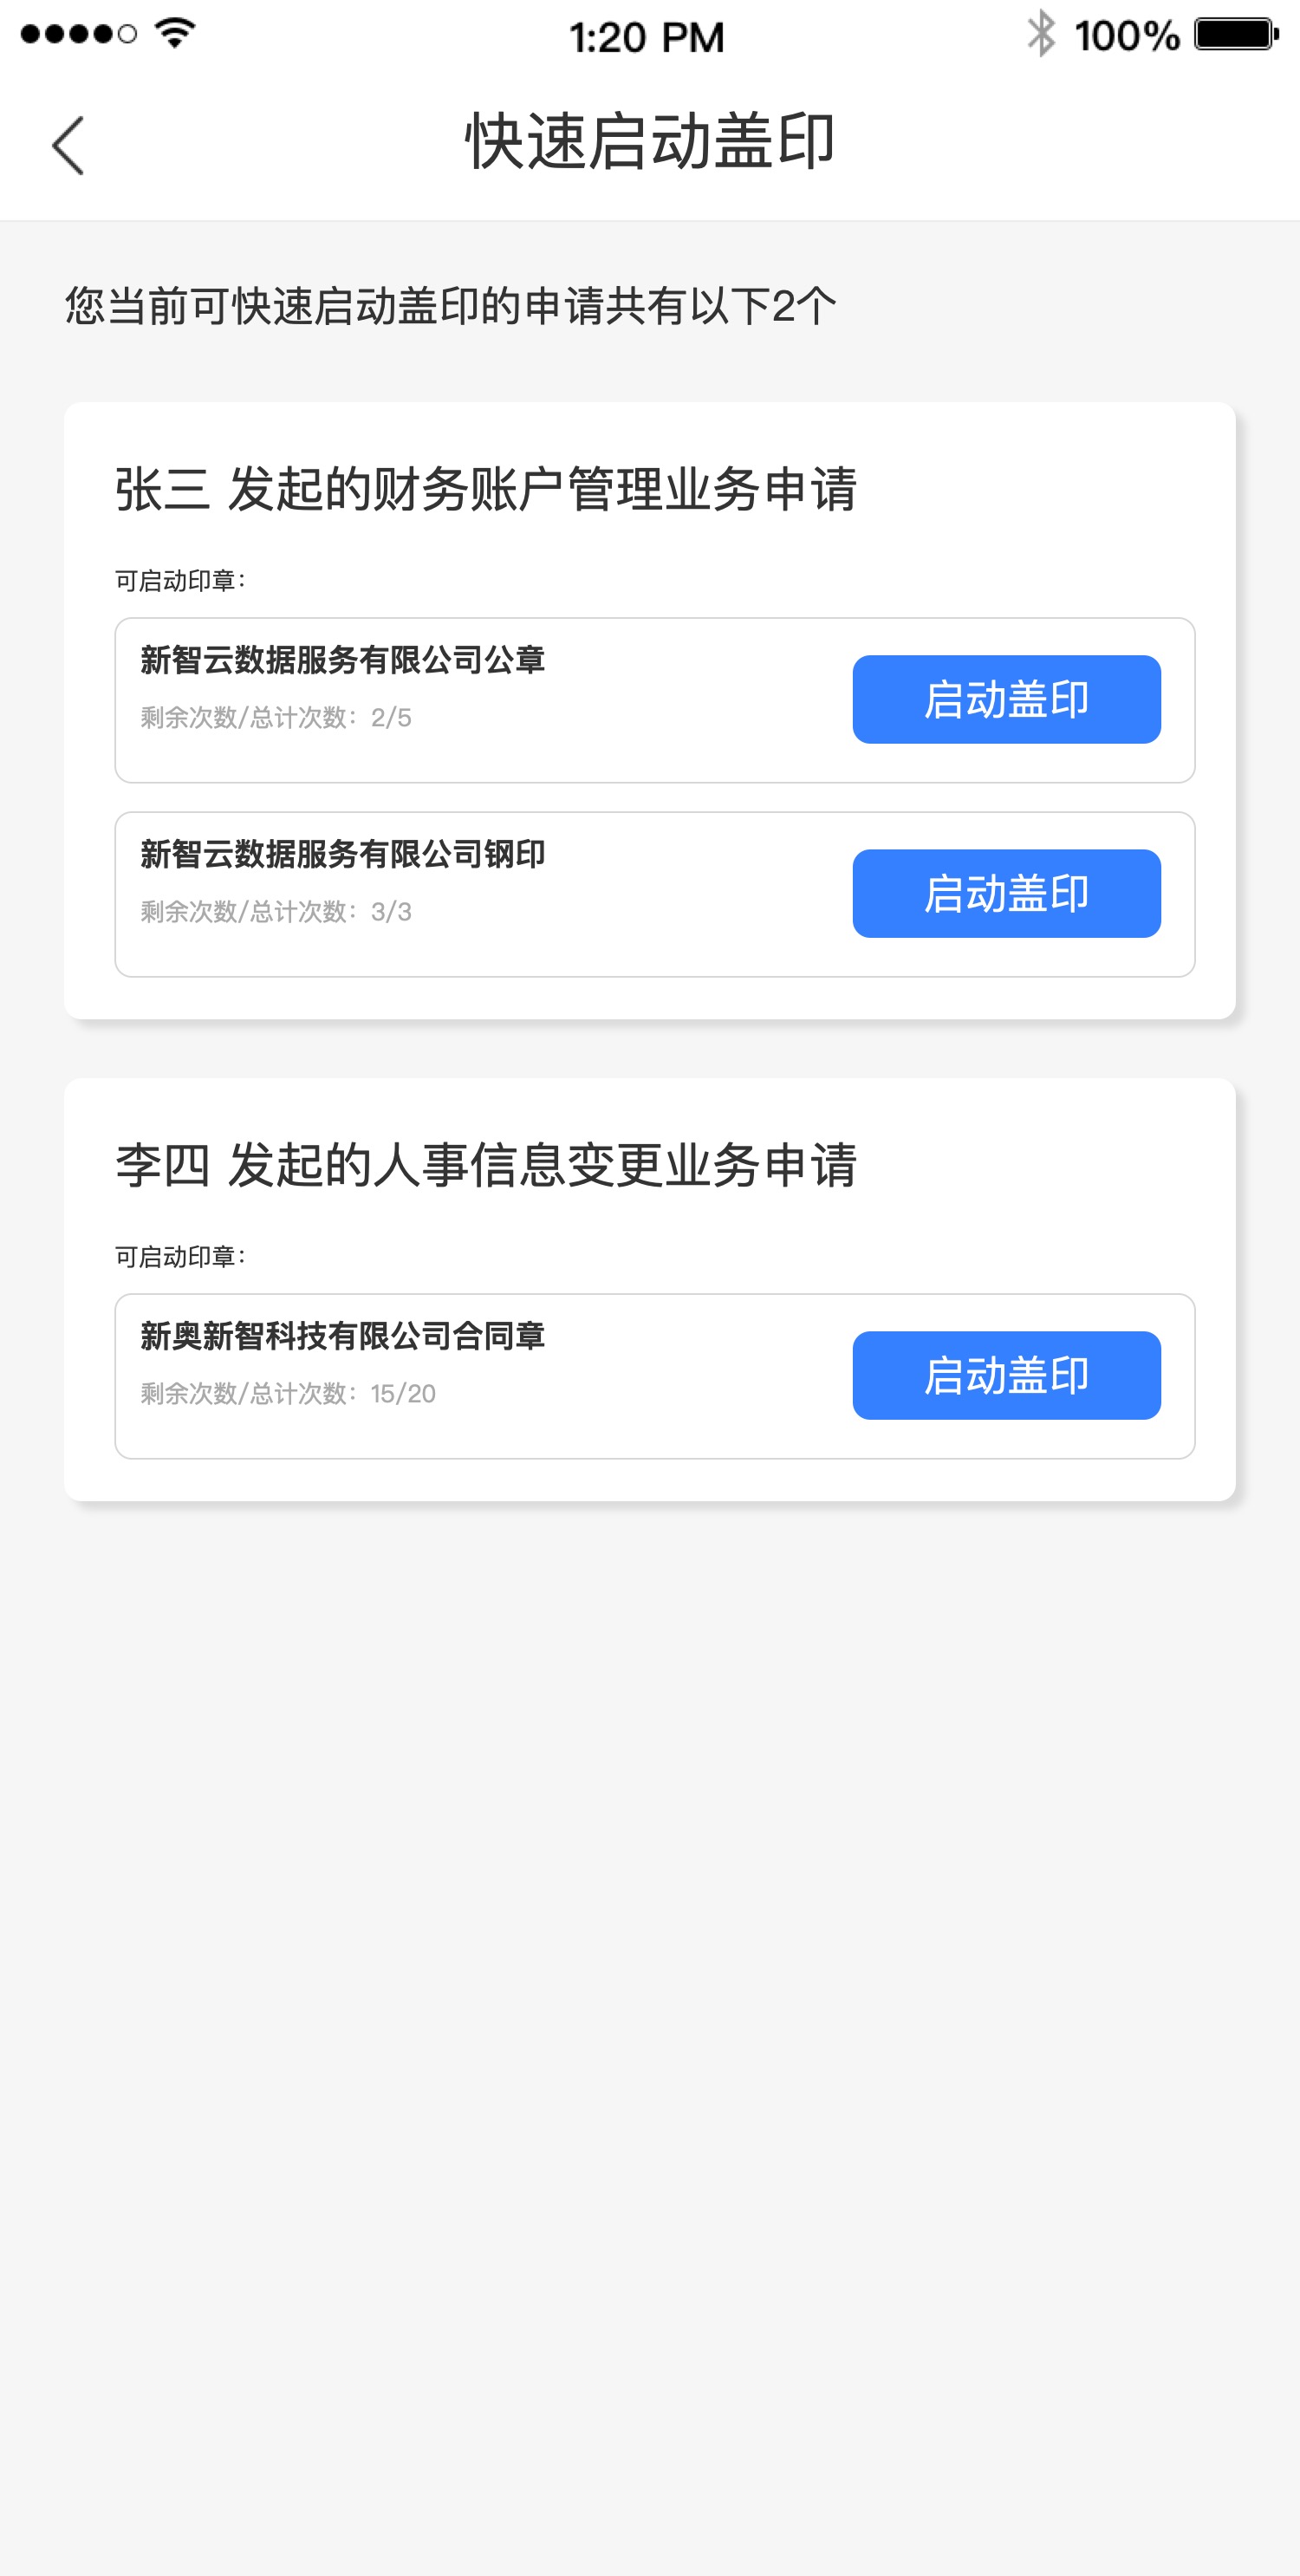 1:20 PM
100%
快速启动盖印
您当前可快速启动盖印的申请共有以下2个
张三 发起的财务账户管理业务申请
可启动印章：
新智云数据服务有限公司公章
剩余次数/总计次数：2/5
启动盖印
新智云数据服务有限公司钢印
剩余次数/总计次数：3/3
启动盖印
李四 发起的人事信息变更业务申请
可启动印章：
新奥新智科技有限公司合同章
剩余次数/总计次数：15/20
启动盖印